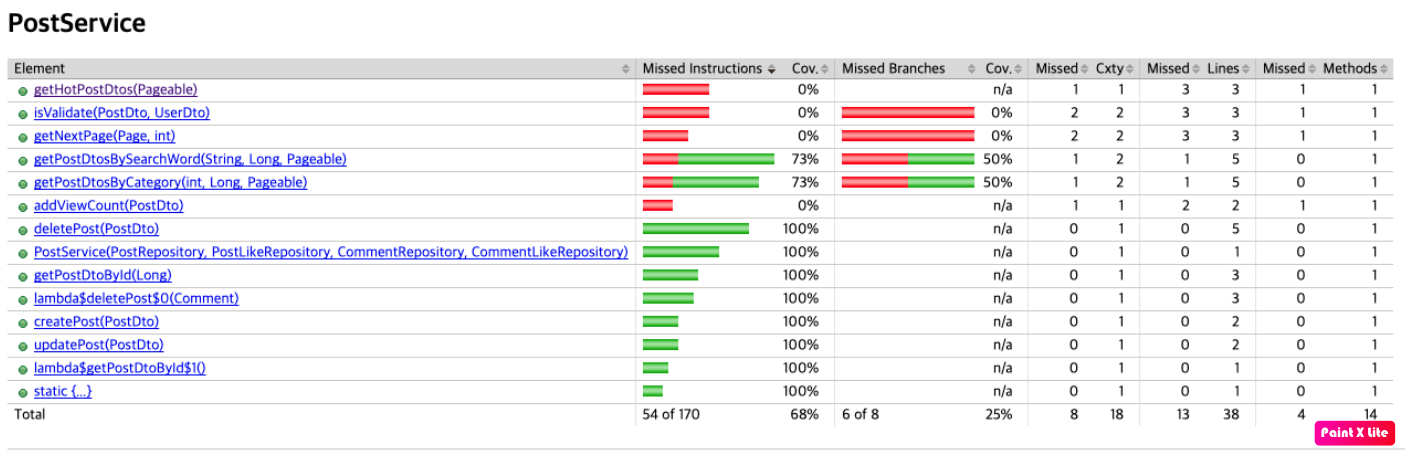 PostService
Element Missed Instructions Cov. Missed Branches Cov. Missed Cxty Missed Lines Missed Methods
getHotPostDtos(Pageable) 0% n/a 1 1 3 3 1 1
isValidate(PostDto, UserDto) 0% 0% 2 2 3 3 1 1
getNextPage(Page, int) 0% 0% 2 2 3 3 1 1
getPostDtosBySearchWord(String, Long, Pageable) 73% 50% 1 2 1 5 0 1
getPostDtosByCategory(int, Long, Pageable) 73% 50% 1 2 1 5 0 1
addViewCount(PostDto) 0% n/a 1 1 2 2 1 1
deletePost(PostDto) 100% n/a 0 1 0 5 0 1
PostService(PostRepository, PostLikeRepository, CommentRepository, CommentLikeRepository) 100% n/a 0 1 0 1 0 1
getPostDtoById(Long) 100% n/a 0 1 0 3 0 1
lambda$deletePost$0(Comment) 100% n/a 0 1 0 3 0 1
createPost(PostDto) 100% n/a 0 1 0 2 0 1
updatePost(PostDto) 100% n/a 0 1 0 2 0 1
lambda$getPostDtoById$1() 100% n/a 0 1 0 1 0 1
static {...} 100% n/a 0 1 0 1 0 1
Total 54 of 170 68% 6 of 8 25% 8 18 13 38 4 14
Paint X Lite